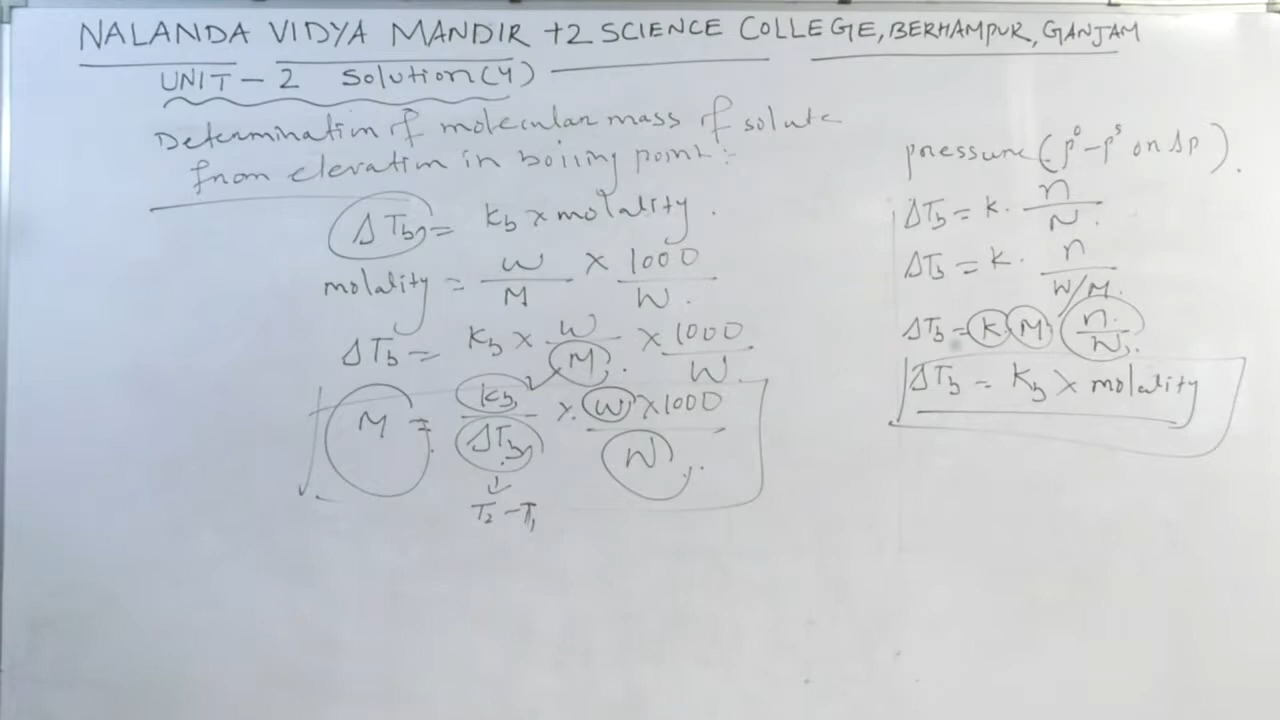 NALANDA VIDYA MANDIR +2 SCIENCE COLLEGE, BERHAMPUR, GANJAM
UNIT - 2 Solution (4)
Determination of molecular mass of solute
from elevation in boiling point :-
ΔTb = Kb × molality.
molality = w/M × 1000/W.
ΔTb = Kb × w/M × 1000/W.
M = Kb/ΔTb × w × 1000/W
T2 - T1
pressure (p° - pˢ or Δp).
ΔTb = K. n/N.
ΔTb = K. n/W/M.
ΔTb = K M n/W.
ΔTb = Kb × molality